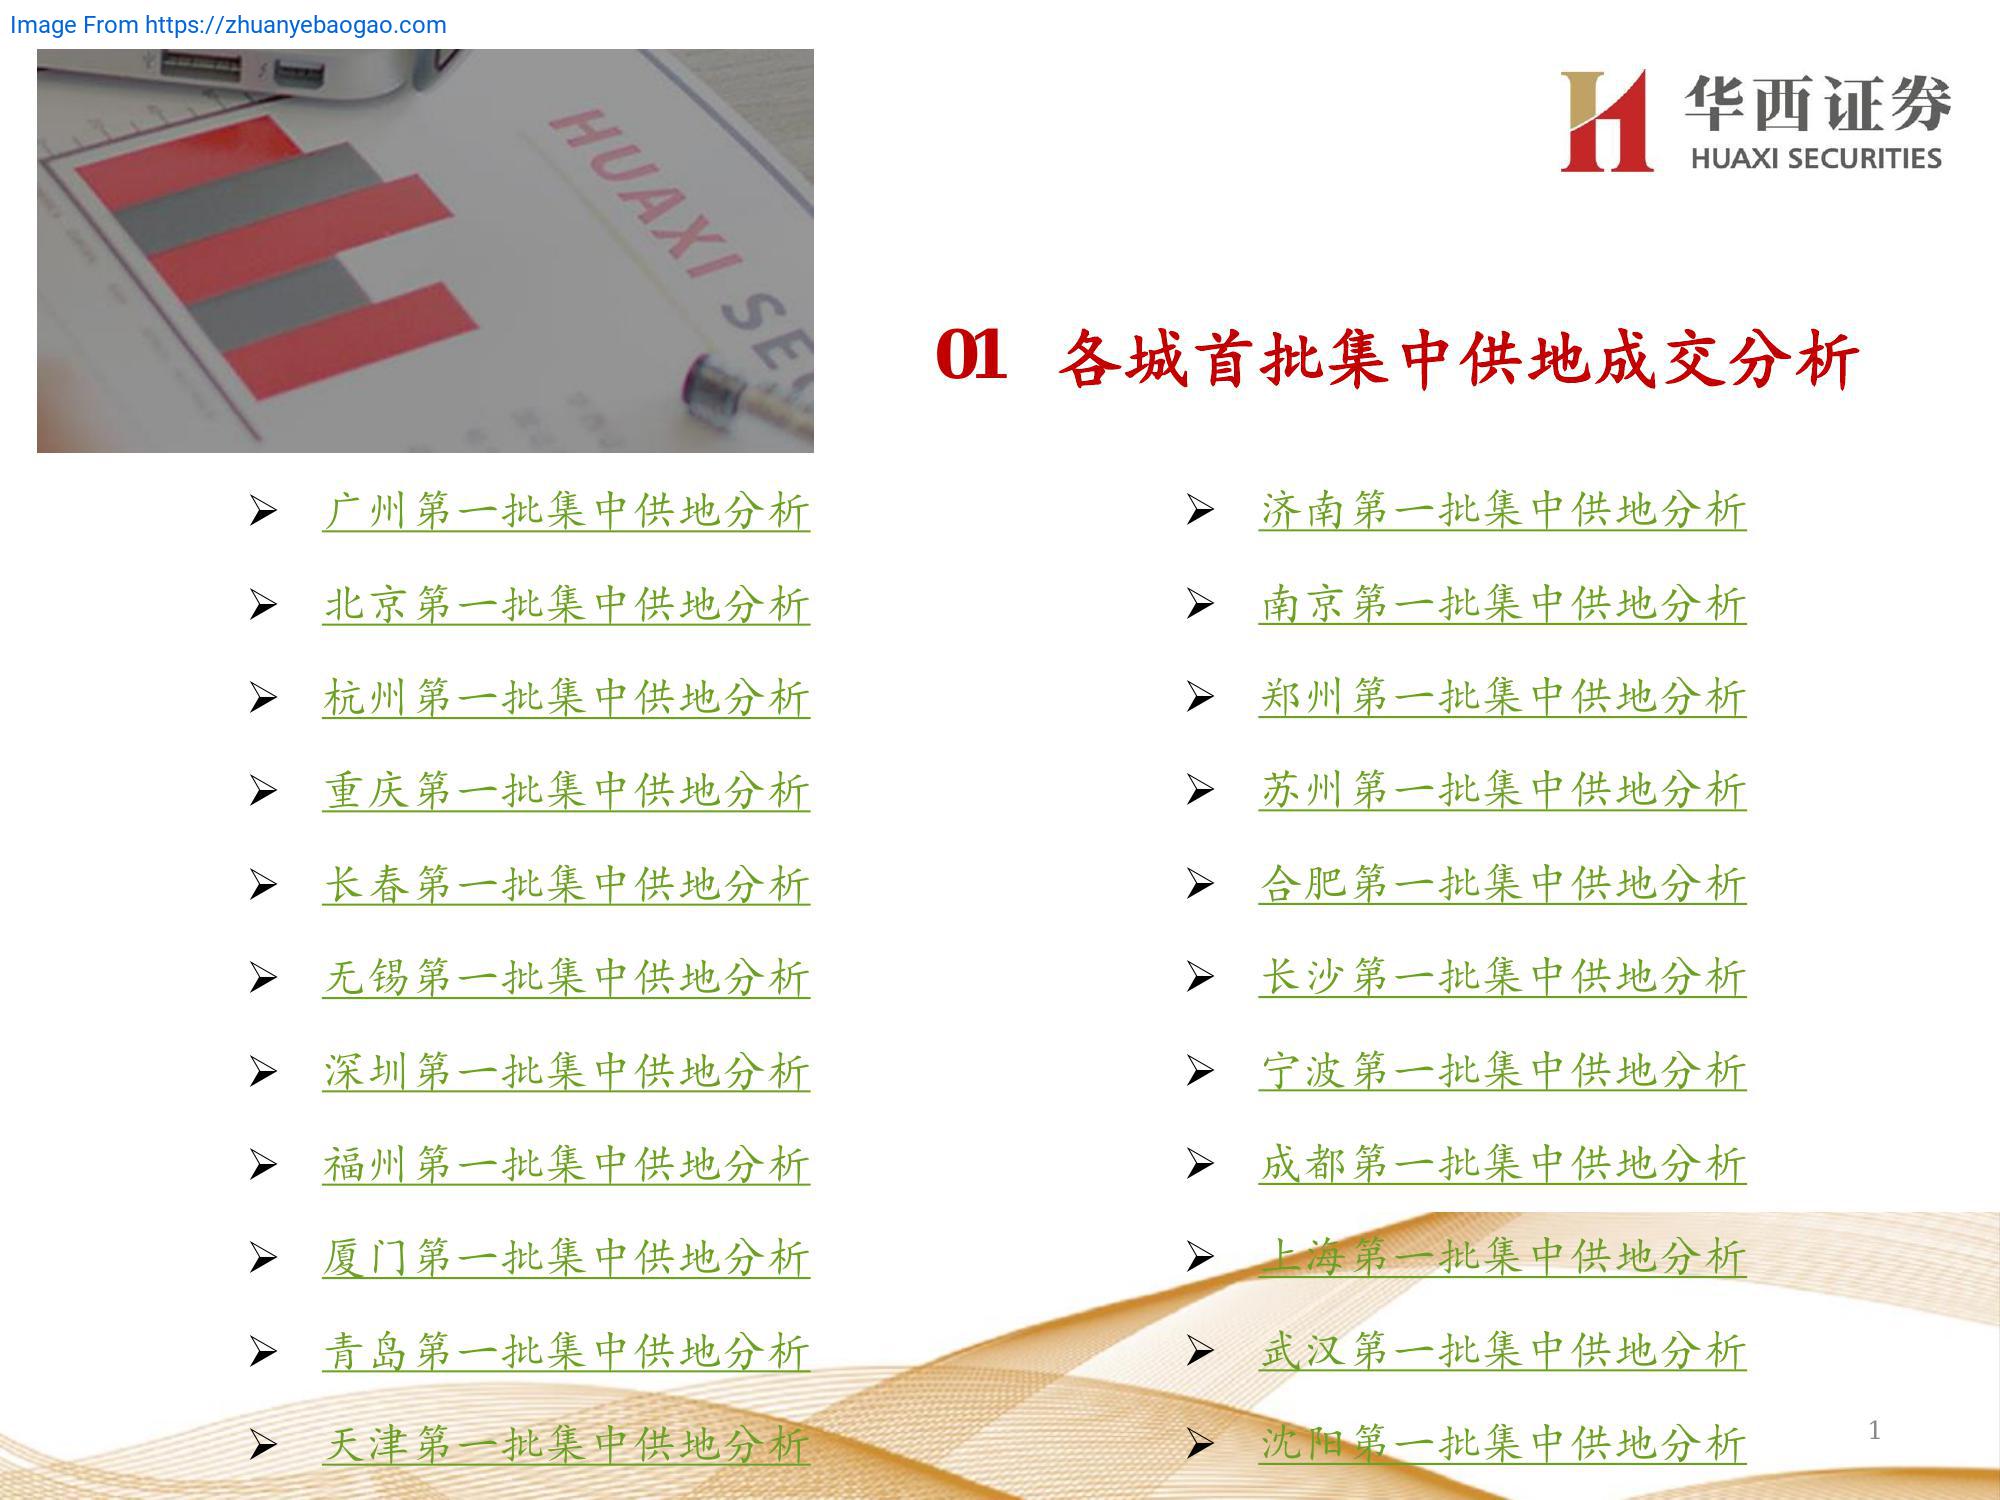 Image From https://zhuanyebaogao.com
HUAXI SEC
华西证券
HUAXI SECURITIES
01 各城首批集中供地成交分析
广州第一批集中供地分析
北京第一批集中供地分析
杭州第一批集中供地分析
重庆第一批集中供地分析
长春第一批集中供地分析
无锡第一批集中供地分析
深圳第一批集中供地分析
福州第一批集中供地分析
厦门第一批集中供地分析
青岛第一批集中供地分析
天津第一批集中供地分析
济南第一批集中供地分析
南京第一批集中供地分析
郑州第一批集中供地分析
苏州第一批集中供地分析
合肥第一批集中供地分析
长沙第一批集中供地分析
宁波第一批集中供地分析
成都第一批集中供地分析
上海第一批集中供地分析
武汉第一批集中供地分析
沈阳第一批集中供地分析
1